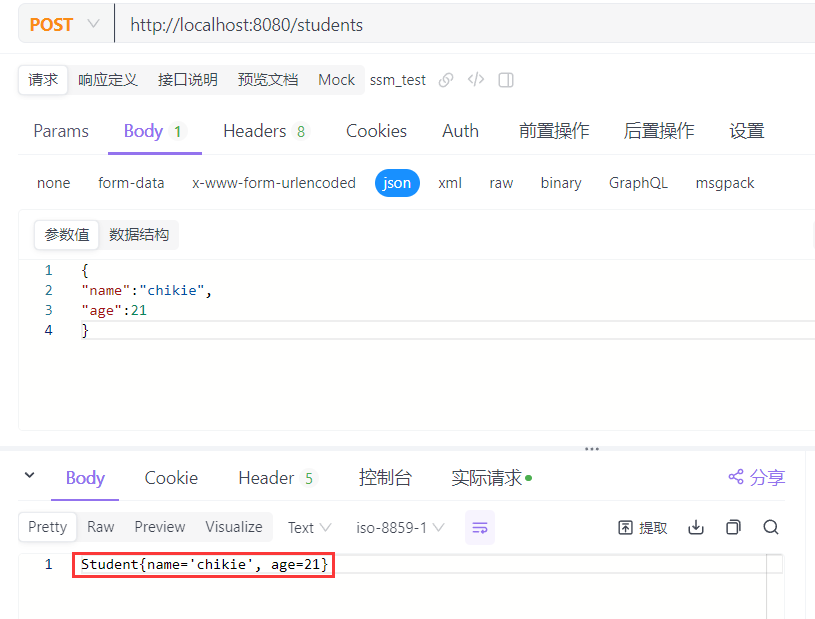 POST http://localhost:8080/students
请求 响应定义 接口说明 预览文档 Mock ssm_test
Params Body 1 Headers 8 Cookies Auth 前置操作 后置操作 设置
none form-data x-www-form-urlencoded json xml raw binary GraphQL msgpack
参数值 数据结构
1 {
2 "name":"chikie",
3 "age":21
4 }
Body Cookie Header 5 控制台 实际请求 分享
Pretty Raw Preview Visualize Text iso-8859-1 提取
1 Student{name='chikie', age=21}